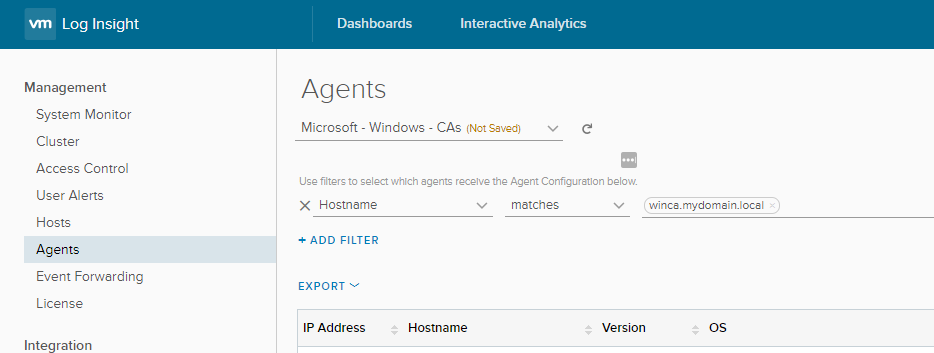 vm Log Insight Dashboards Interactive Analytics
Management
System Monitor
Cluster
Access Control
User Alerts
Hosts
Agents
Event Forwarding
License
Integration
Agents
Microsoft - Windows - CAs (Not Saved)
Use filters to select which agents receive the Agent Configuration below.
Hostname matches winca.mydomain.local ×
+ ADD FILTER
EXPORT
IP Address Hostname Version OS